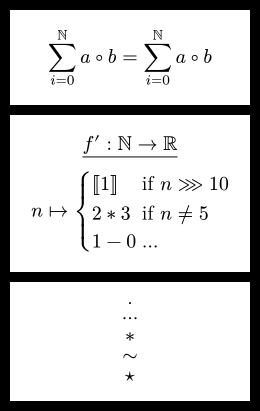 ∑_{i=0}^{ℕ} a ∘ b = ∑_{i=0}^{ℕ} a ∘ b
f′ : ℕ → ℝ
n ↦ { ⟦1⟧ if n ⋙ 10
2 ∗ 3 if n ≠ 5
1 − 0 ...
.
...
∗
∼
⋆